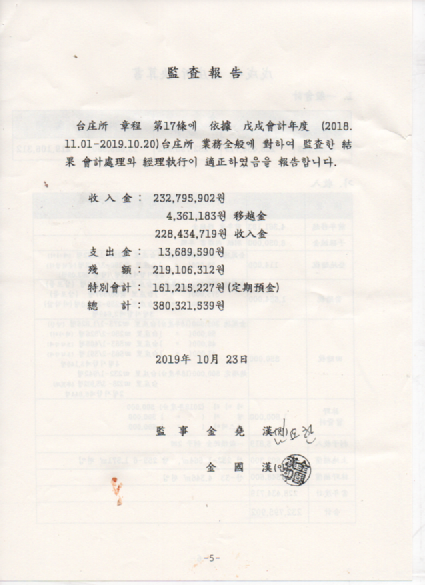 監査報告
台庄所 章程 第17條에 依據 戊戌會計年度 (2018.
11.01-2019.10.20)台庄所 業務全般에 對하여 監査한 結
果 會計處理와 經理執行이 適正하였음을 報告합니다.
收入金: 232,795,902원
4,361,183원 移越金
228,434,719원 收入金
支出金: 13,689,590원
殘額: 219,106,312원
特別會計: 161,215,227원(定期預金)
總計: 380,321,539원
2019年 10月 23日
監事 金堯漢(印)
金國漢(印)
-5-